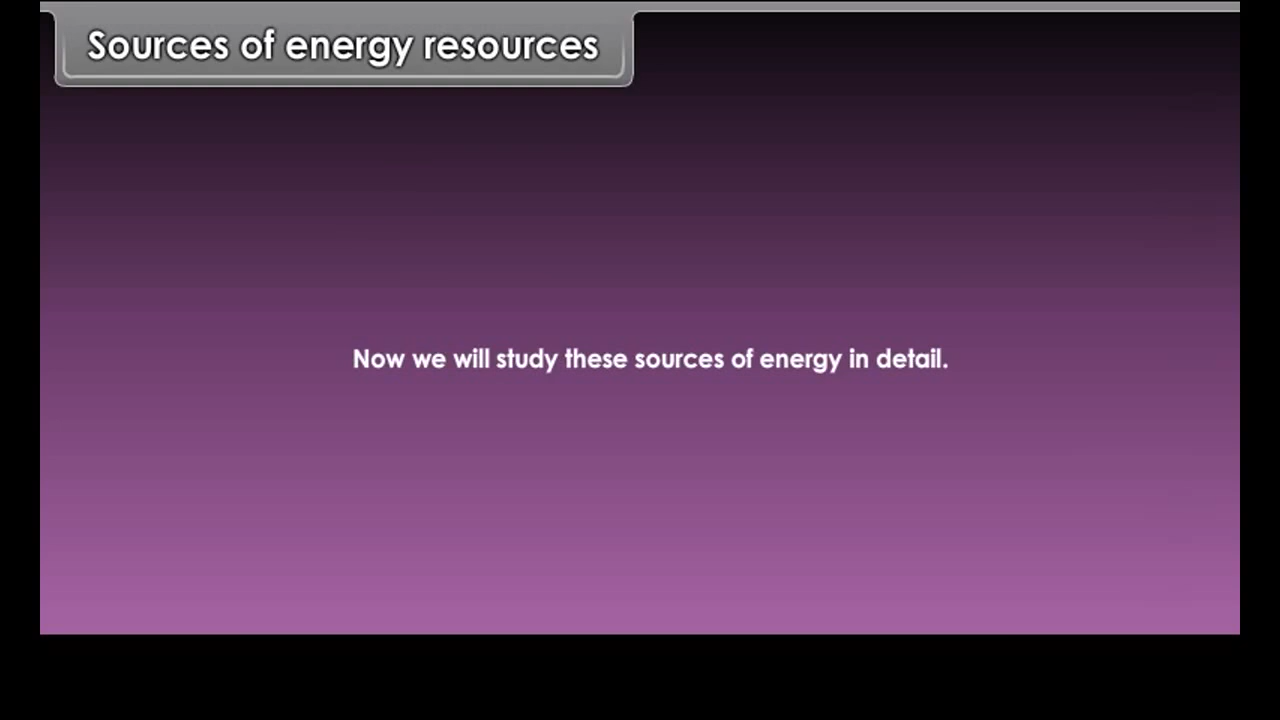 Sources of energy resources
Now we will study these sources of energy in detail.